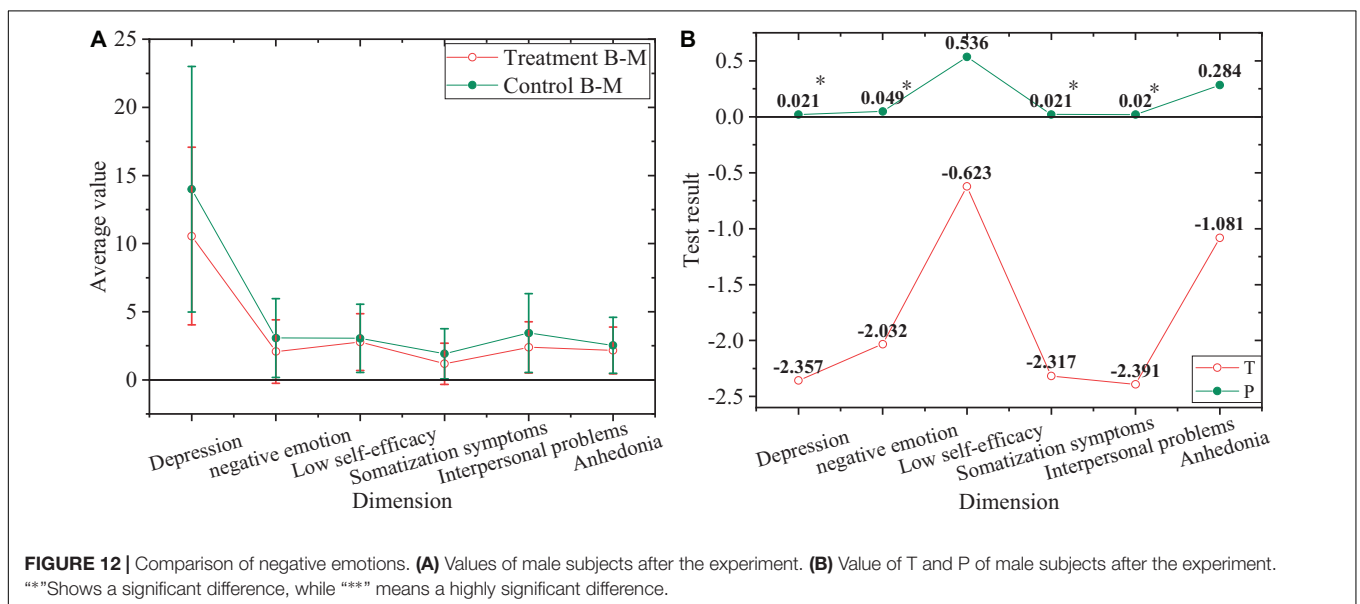 A
25
20
15
10
5
0
Average value
Treatment B-M
Control B-M
Depression
negative emotion
Low self-efficacy
Somatization symptoms
Interpersonal problems
Anhedonia
Dimension
B
0.5
0.0
-0.5
-1.0
-1.5
-2.0
-2.5
Test result
0.021 *
0.049 *
0.536
0.021 *
0.02 *
0.284
-2.357
-2.032
-0.623
-2.317
-2.391
-1.081
T
P
Depression
negative emotion
Low self-efficacy
Somatization symptoms
Interpersonal problems
Anhedonia
Dimension
FIGURE 12 | Comparison of negative emotions. (A) Values of male subjects after the experiment. (B) Value of T and P of male subjects after the experiment.
“*”Shows a significant difference, while “**” means a highly significant difference.